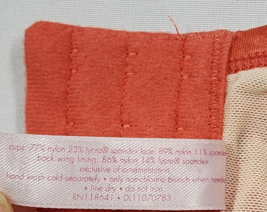 cups: 77% nylon 23% lycra® spandex lace: 89% nylon 11% spandex
back wing lining: 86% nylon 14% lycra® spandex
exclusive of ornamentation
hand wash cold separately • only non-chlorine bleach when needed
• line dry • do not iron
RN118641 • DL11070783